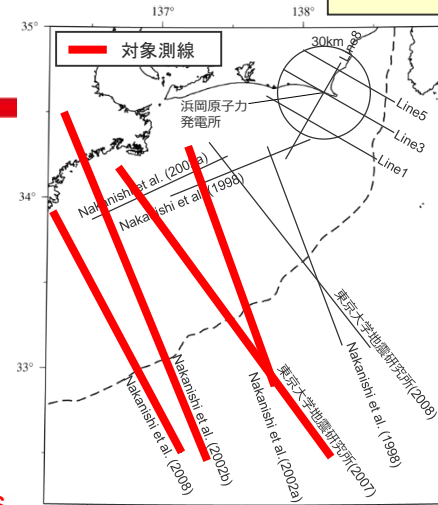 137°
138°
35°
対象測線
30km
Line8
浜岡原子力
発電所
Line5
Line3
Line1
34°
Nakanishi et al. (2002a)
Nakanishi et al. (1998)
33°
東京大学地震研究所(2008)
Nakanishi et al. (1998)
東京大学地震研究所(2007)
Nakanishi et al.(2002a)
Nakanishi et al. (2002b)
Nakanishi et al. (2008)